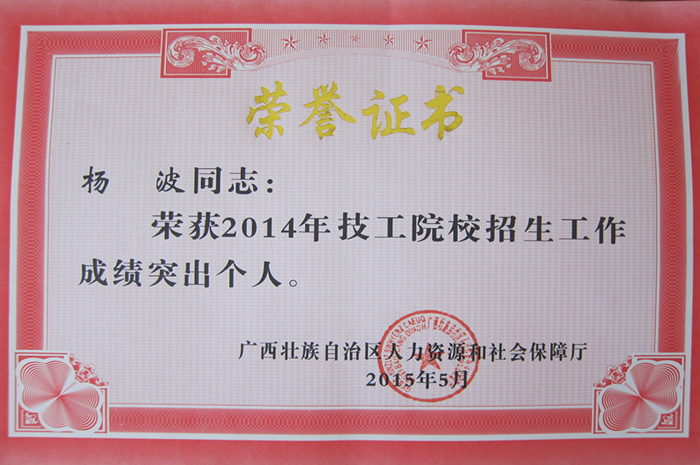 荣誉证书
杨 波同志：
荣获2014年技工院校招生工作
成绩突出个人。
广西壮族自治区人力资源和社会保障厅
2015年5月